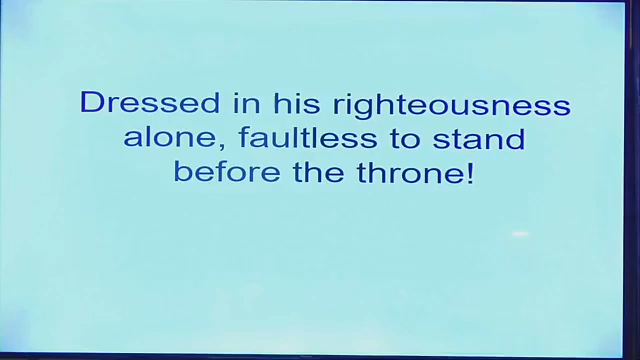 Dressed in his righteousness
alone, faultless to stand
before the throne!